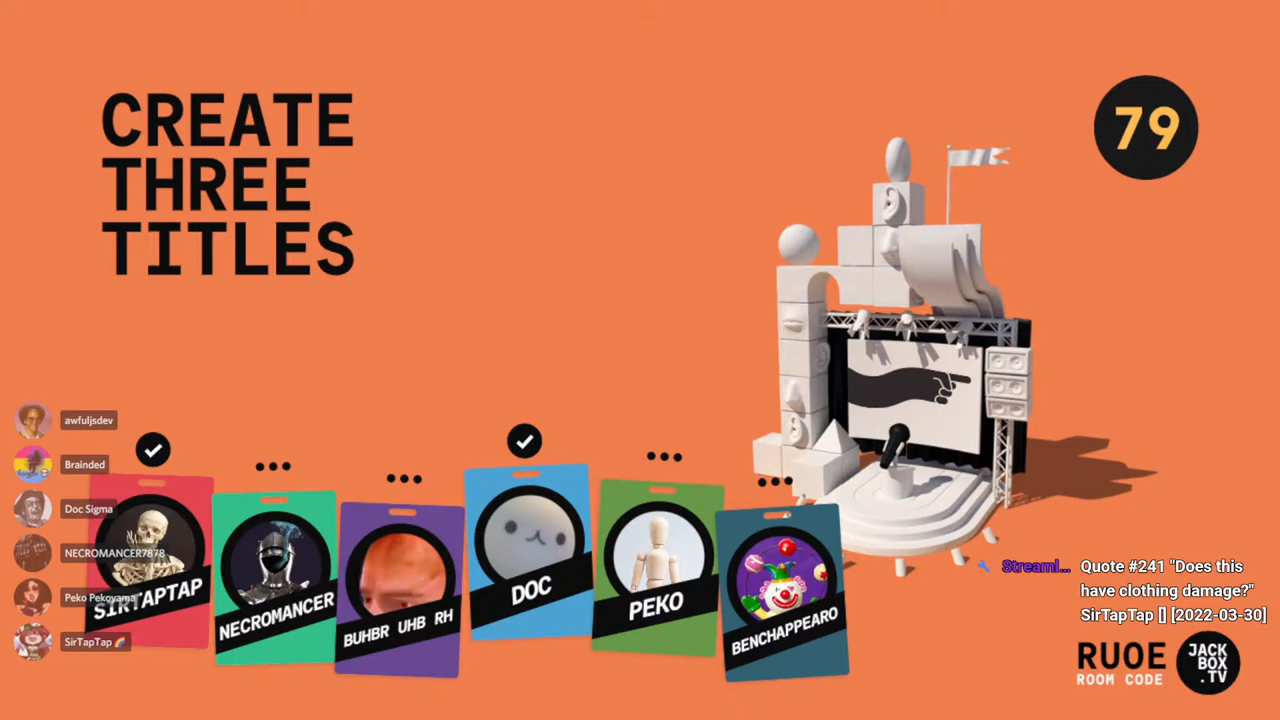 CREATE
THREE
TITLES
79
awfuljsdev
Brainded
Doc Sigma
NECROMANCER7878
Peko Pekoyama
SirTapTap
SIRTAPTAP
NECROMANCER
BUHBR UHB RH
DOC
PEKO
BENCHAPPEARO
Streaml... Quote #241 "Does this
have clothing damage?"
SirTapTap [] [2022-03-30]
RUOE
ROOM CODE
JACK
BOX
.TV